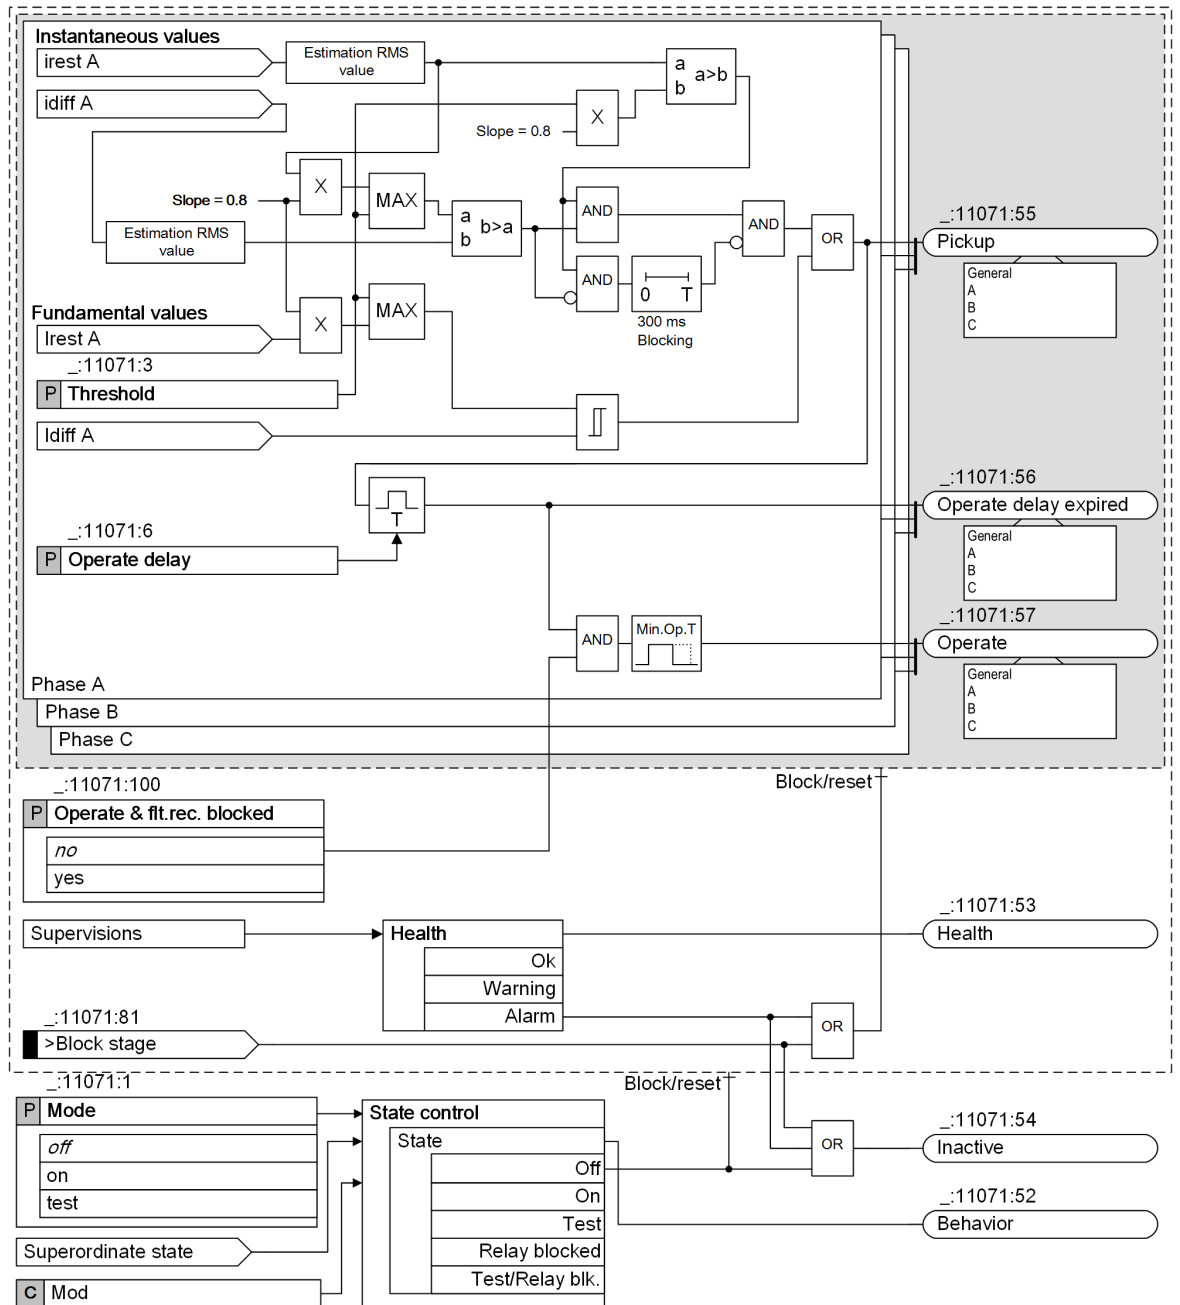 Instantaneous values
irest A
Estimation RMS
value
a
b
a>b
idiff A
X
Slope = 0.8
X
Slope = 0.8
MAX
AND
a
b
b>a
AND
OR
_:11071:55
Pickup
General
A
B
C
Estimation RMS
value
AND
0 T
300 ms
Blocking
Fundamental values
Irest A
X
MAX
_:11071:3
P Threshold
Idiff A
_:11071:56
Operate delay expired
General
A
B
C
T
_:11071:6
P Operate delay
_:11071:57
Operate
General
A
B
C
AND
Min.Op.T
Phase A
Phase B
Phase C
_:11071:100
Block/reset
P Operate & flt.rec. blocked
no
yes
Supervisions
Health
Ok
Warning
Alarm
_:11071:53
Health
_:11071:81
>Block stage
OR
_:11071:1
Block/reset
P Mode
off
on
test
State control
State
Off
On
Test
Relay blocked
Test/Relay blk.
OR
_:11071:54
Inactive
_:11071:52
Behavior
Superordinate state
C Mod